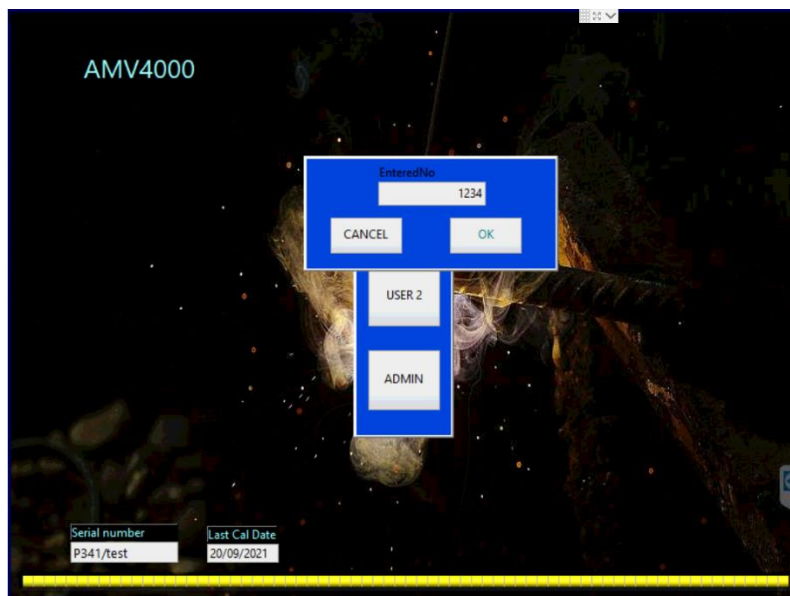 AMV4000
EnteredNo
1234
CANCEL
OK
USER 2
ADMIN
Serial number
P341/test
Last Cal Date
20/09/2021